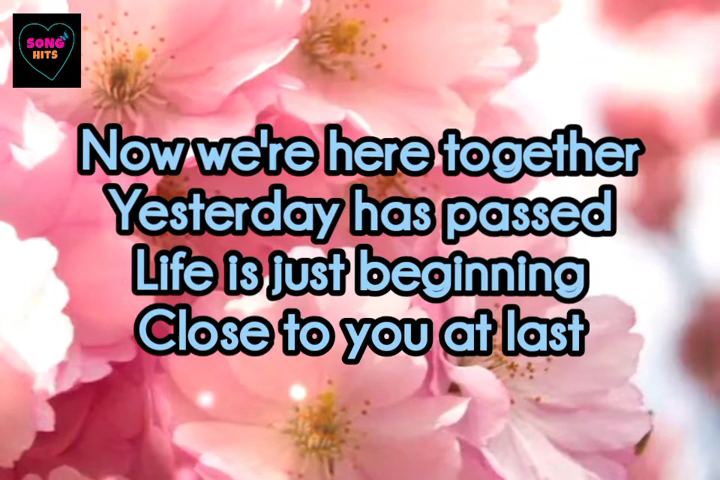 SONG
HITS
Now we're here together
Yesterday has passed
Life is just beginning
Close to you at last